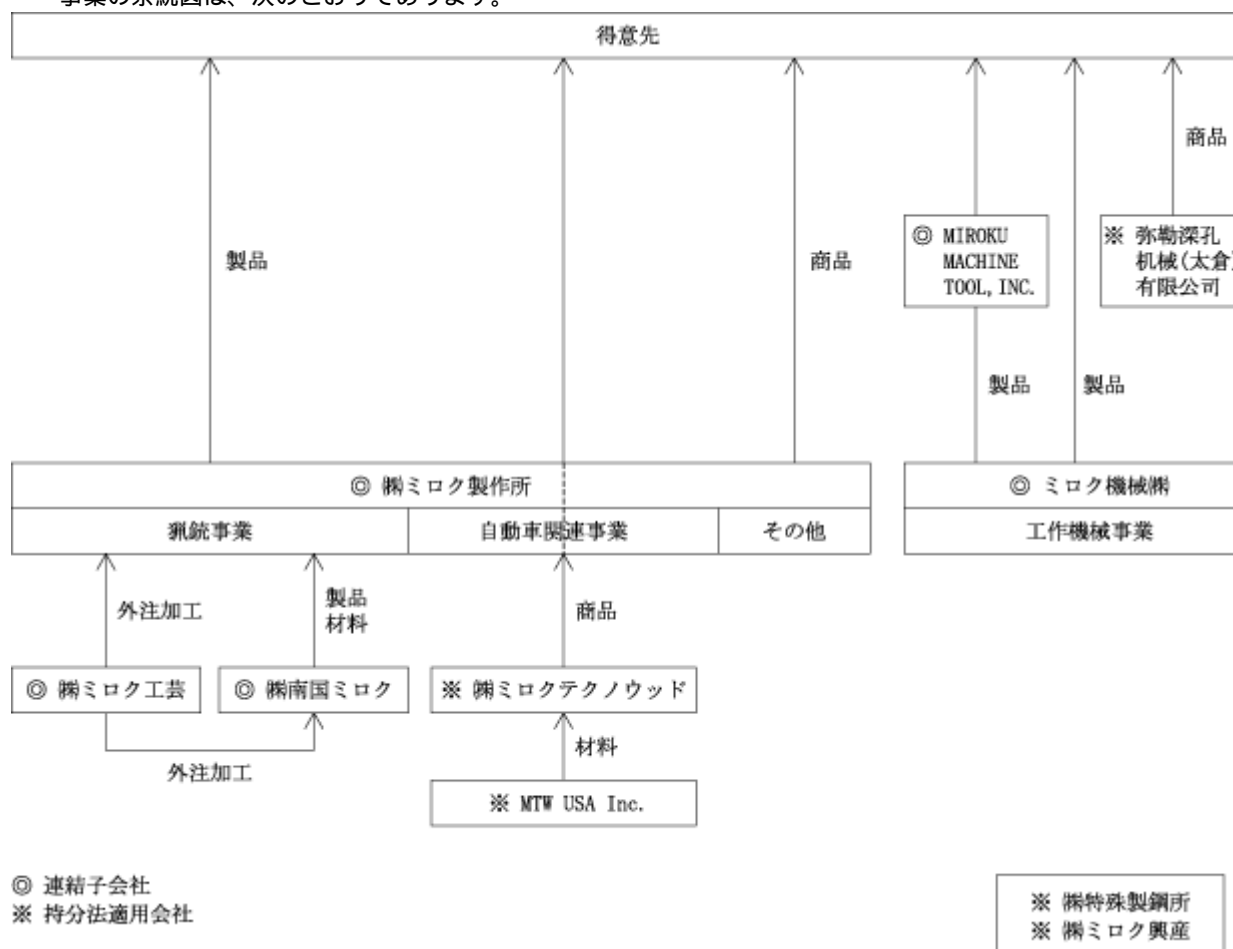 事業の系統図は、次のとおりであります。
得意先
商品
◎ MIROKU
MACHINE
TOOL, INC.
※ 弥勒深孔
机械(太倉)
有限公司
製品
商品
製品
製品
◎ ㈱ミロク製作所
◎ ミロク機械㈱
猟銃事業
自動車関連事業
その他
工作機械事業
外注加工
製品
材料
商品
◎ ㈱ミロク工芸
◎ ㈱南国ミロク
※ ㈱ミロクテクノウッド
外注加工
材料
※ MTW USA Inc.
◎ 連結子会社
※ 持分法適用会社
※ ㈱特殊製鋼所
※ ㈱ミロク興産